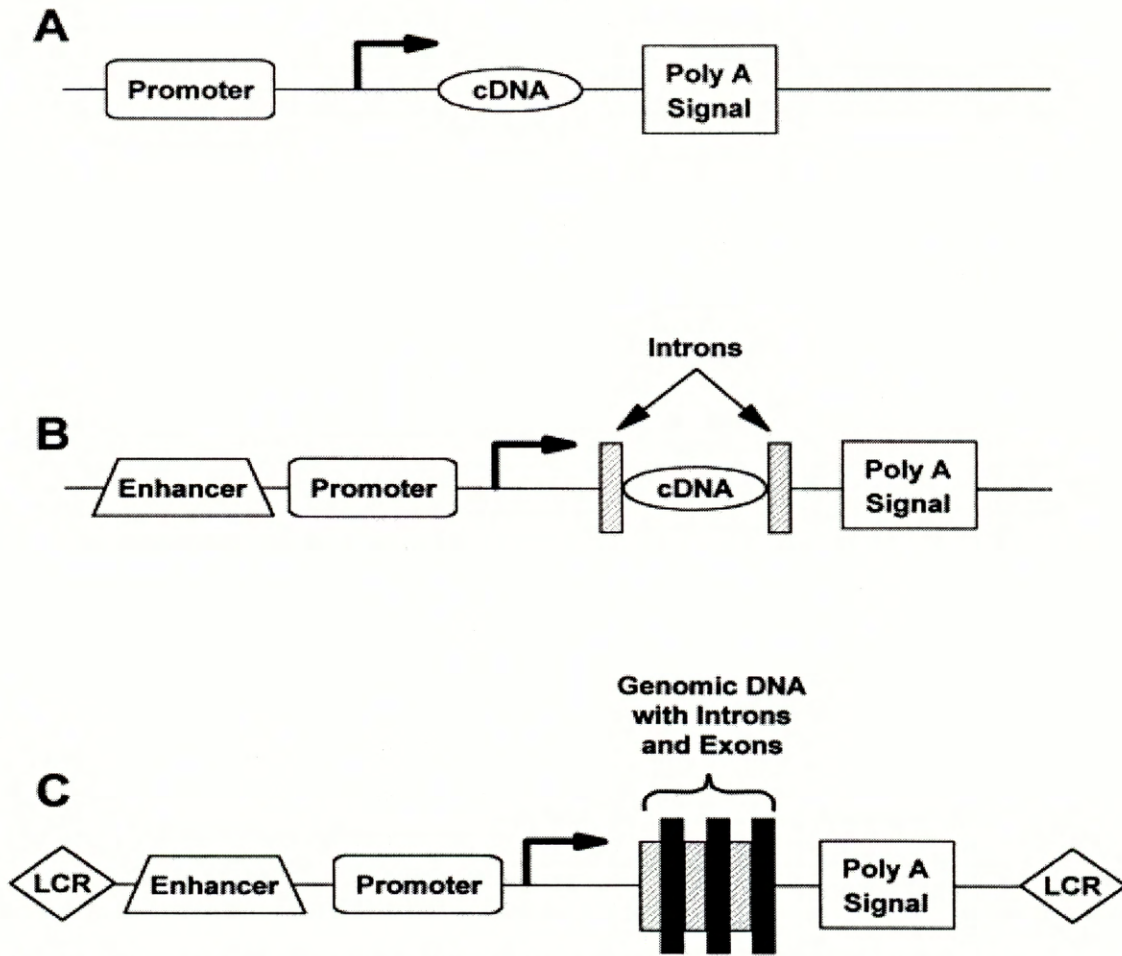 A
Promoter
cDNA
Poly A
Signal
Introns
B
Enhancer
Promoter
cDNA
Poly A
Signal
Genomic DNA
with Introns
and Exons
C
LCR
Enhancer
Promoter
Poly A
Signal
LCR